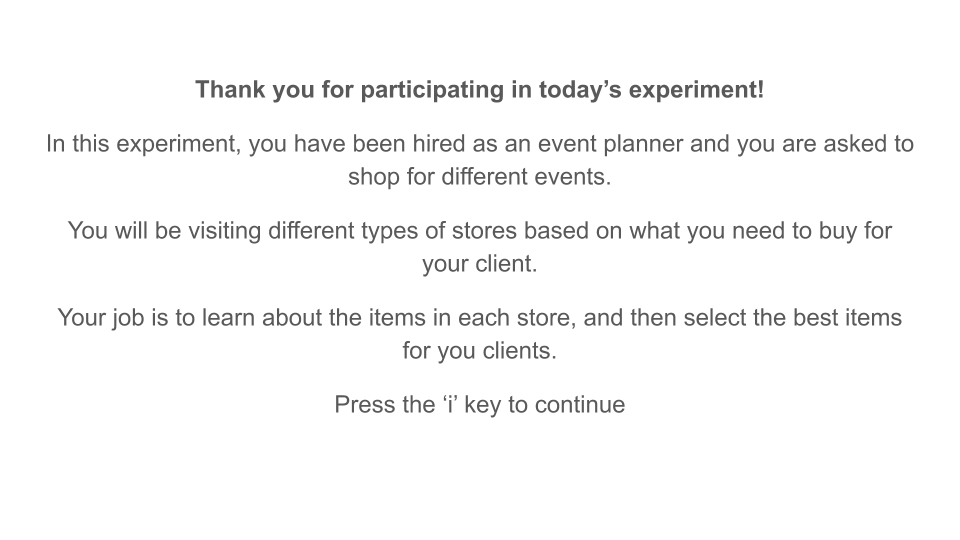 Thank you for participating in today’s experiment!
In this experiment, you have been hired as an event planner and you are asked to
shop for different events.
You will be visiting different types of stores based on what you need to buy for
your client.
Your job is to learn about the items in each store, and then select the best items
for you clients.
Press the ‘i’ key to continue